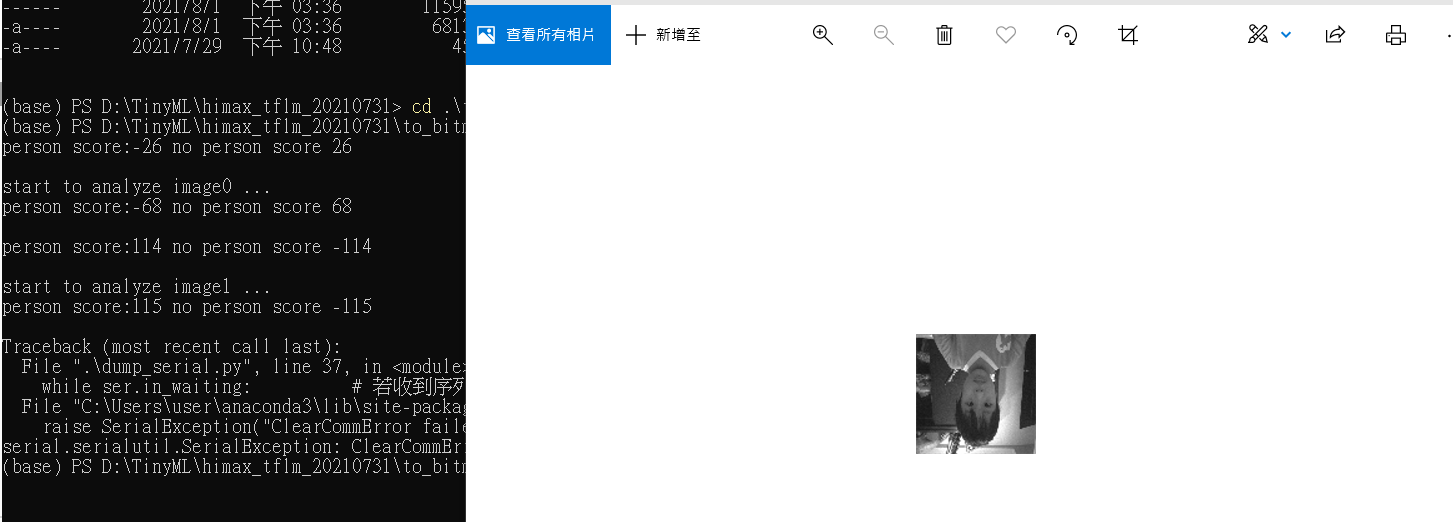 ------ 2021/8/1 下午 03:36 1159
-a---- 2021/8/1 下午 03:36 681
-a---- 2021/7/29 下午 10:48 4
(base) PS D:\TinyML\himax_tflm_20210731> cd .\
(base) PS D:\TinyML\himax_tflm_20210731\to_bitm
person score:-26 no person score 26
start to analyze image0 ...
person score:-68 no person score 68
person score:114 no person score -114
start to analyze image1 ...
person score:115 no person score -115
Traceback (most recent call last):
File ".\dump_serial.py", line 37, in <module>
while ser.in_waiting: # 若收到序列
File "C:\Users\user\anaconda3\lib\site-packag
raise SerialException("ClearCommError faile
serial.serialutil.SerialException: ClearCommEr
(base) PS D:\TinyML\himax_tflm_20210731\to_bitm
查看所有相片
新增至